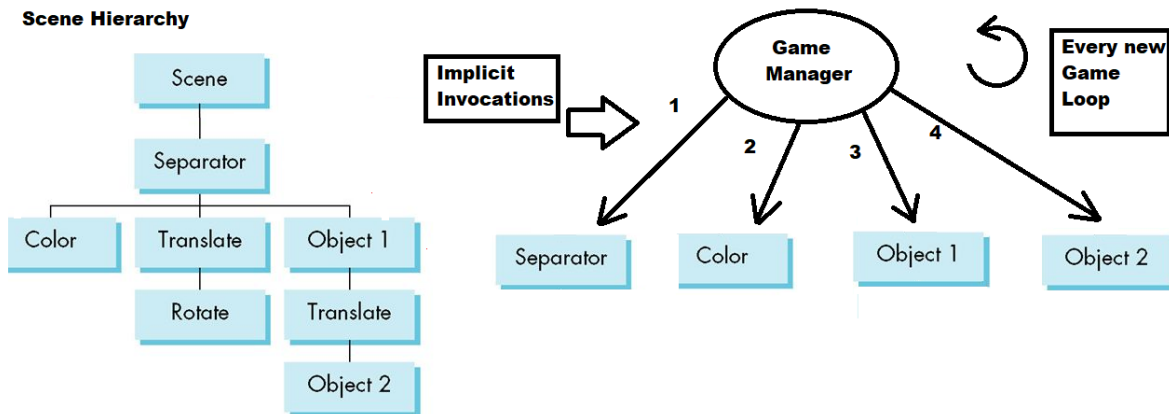 Scene Hierarchy
Scene
Separator
Color
Translate
Object 1
Rotate
Translate
Object 2
Implicit
Invocations
Game
Manager
Every new
Game
Loop
1
2
3
4
Separator
Color
Object 1
Object 2